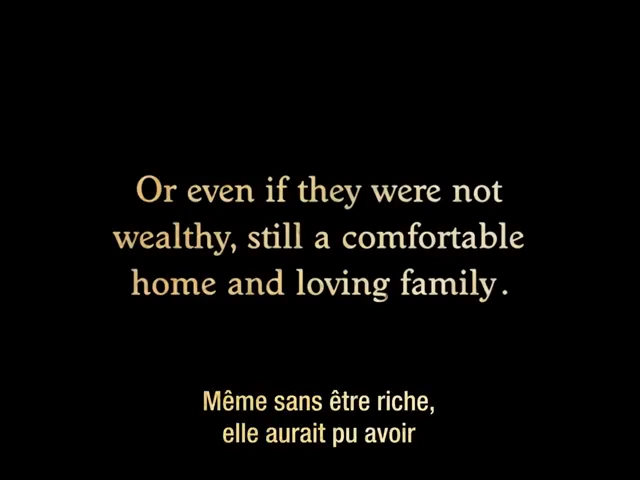 Or even if they were not
wealthy, still a comfortable
home and loving family.
Même sans être riche,
elle aurait pu avoir